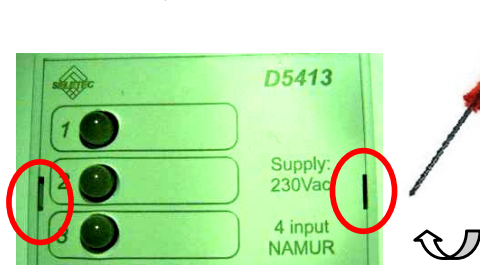 SELETEC
D5413
1
2
Supply:
230Vac
3
4 input
NAMUR